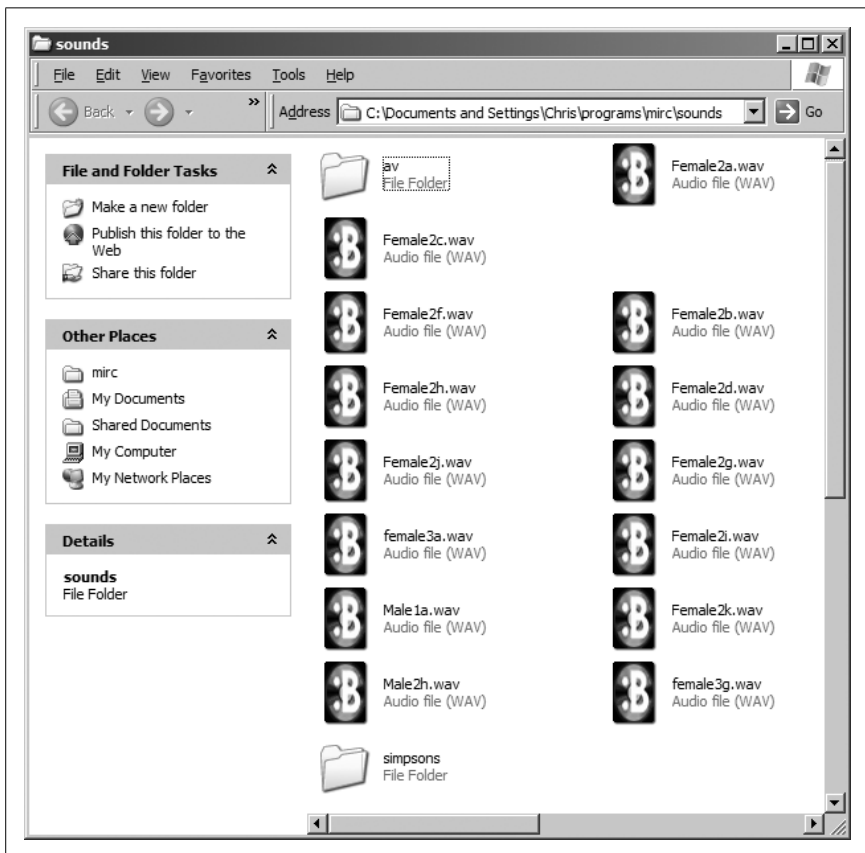 sounds
File Edit View Favorites Tools Help
Back » Address C:\Documents and Settings\Chris\programs\mirc\sounds Go
File and Folder Tasks
Make a new folder
Publish this folder to the
Web
Share this folder
Other Places
mirc
My Documents
Shared Documents
My Computer
My Network Places
Details
sounds
File Folder
av
File Folder
Female2a.wav
Audio file (WAV)
Female2c.wav
Audio file (WAV)
Female2f.wav
Audio file (WAV)
Female2b.wav
Audio file (WAV)
Female2h.wav
Audio file (WAV)
Female2d.wav
Audio file (WAV)
Female2j.wav
Audio file (WAV)
Female2g.wav
Audio file (WAV)
female3a.wav
Audio file (WAV)
Female2i.wav
Audio file (WAV)
Male1a.wav
Audio file (WAV)
Female2k.wav
Audio file (WAV)
Male2h.wav
Audio file (WAV)
female3g.wav
Audio file (WAV)
simpsons
File Folder